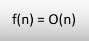 f(n) = O(n)